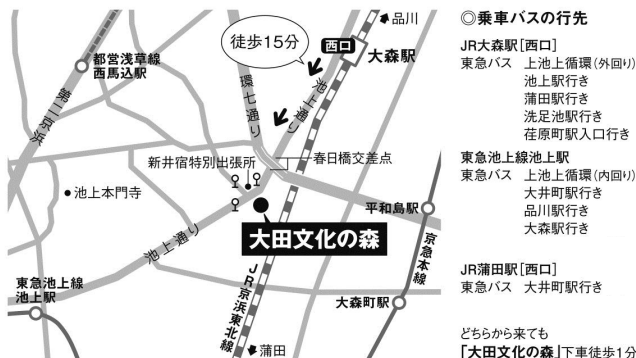 品川
徒歩15分
西口
大森駅
都営浅草線
西馬込駅
第二京浜
環七通り
池上通り
新井宿特別出張所
春日橋交差点
池上本門寺
平和島駅
大田文化の森
池上通り
京急本線
JR京浜東北線
東急池上線
池上駅
大森町駅
蒲田
◎乗車バスの行先
JR大森駅[西口]
東急バス 上池上循環(外回り)
池上駅行き
蒲田駅行き
洗足池駅行き
荏原町駅入口行き
東急池上線池上駅
東急バス 上池上循環(内回り)
大井町駅行き
品川駅行き
大森駅行き
JR蒲田駅[西口]
東急バス 大井町駅行き
どちらから来ても
「大田文化の森」下車徒歩1分